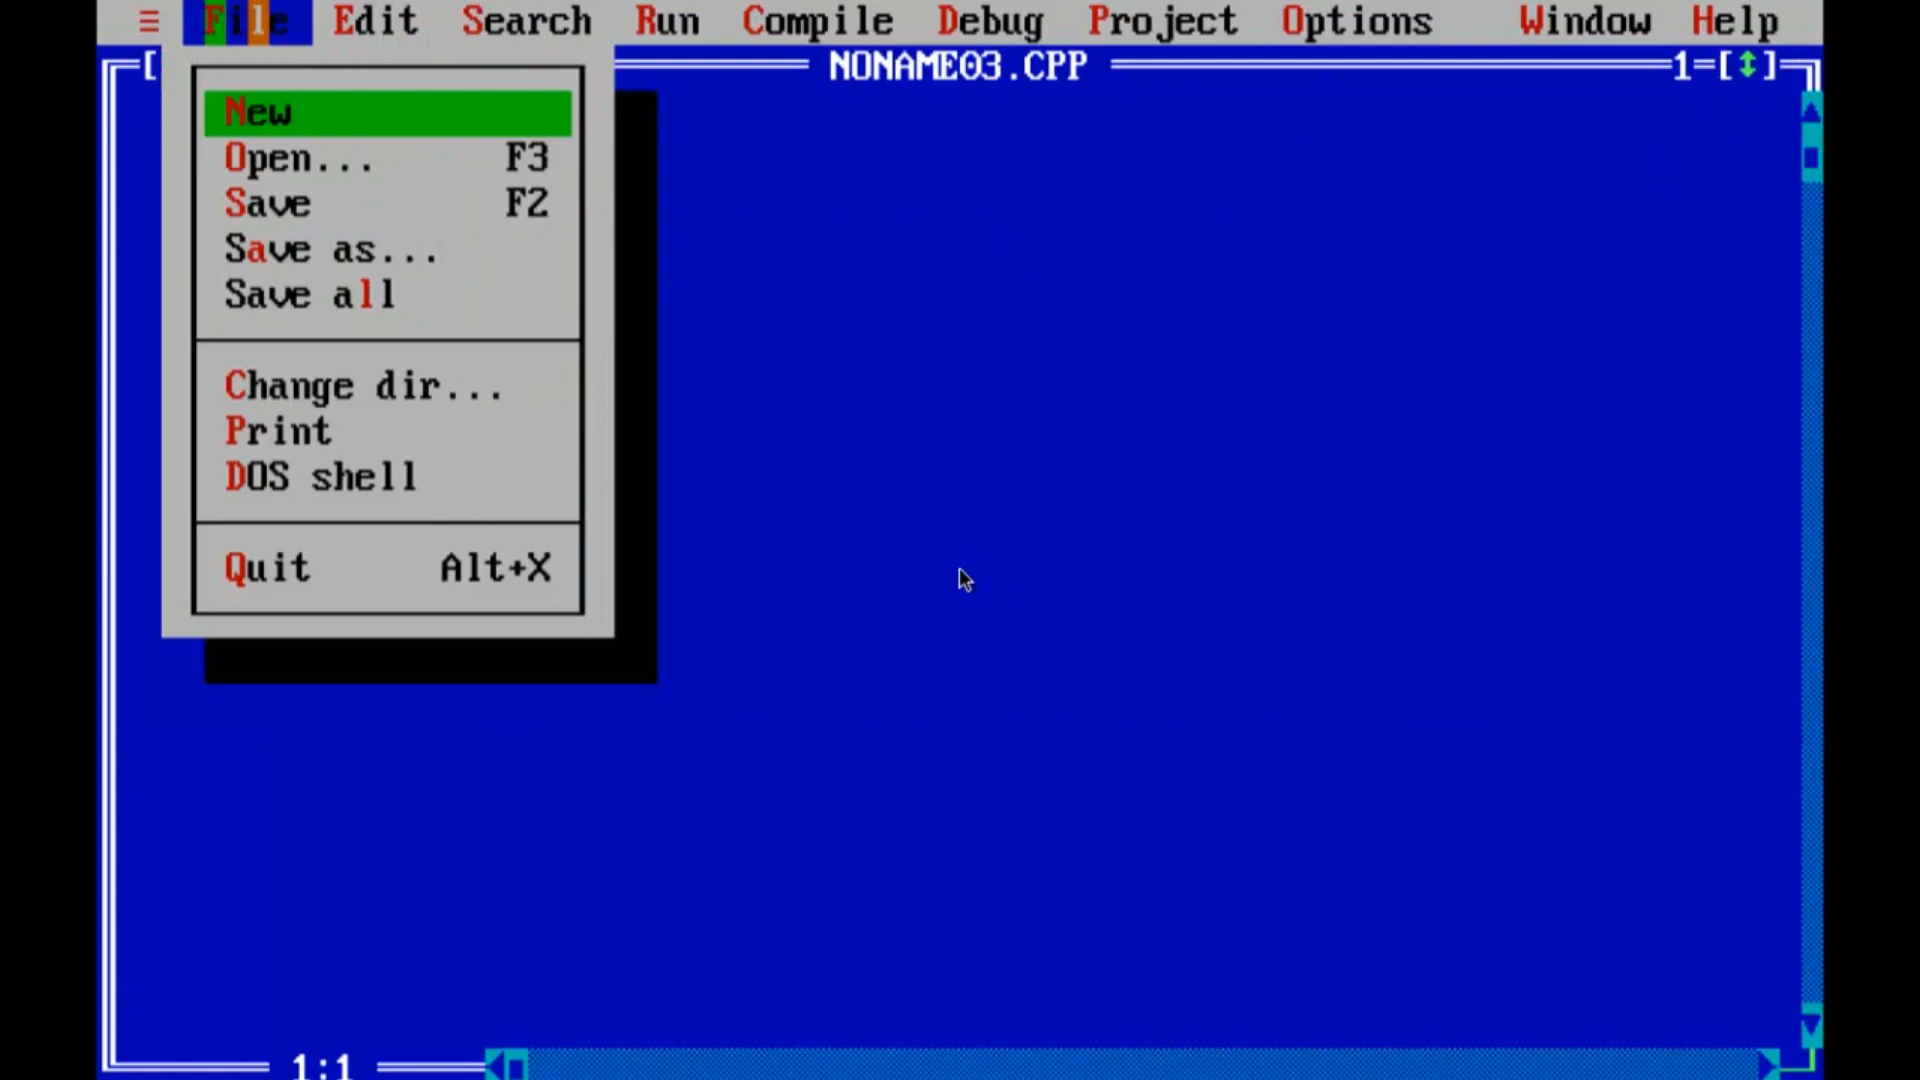 ≡ File Edit Search Run Compile Debug Project Options Window Help
[ NONAME03.CPP 1=[↕]
New
Open... F3
Save F2
Save as...
Save all
Change dir...
Print
DOS shell
Quit Alt+X
1:1